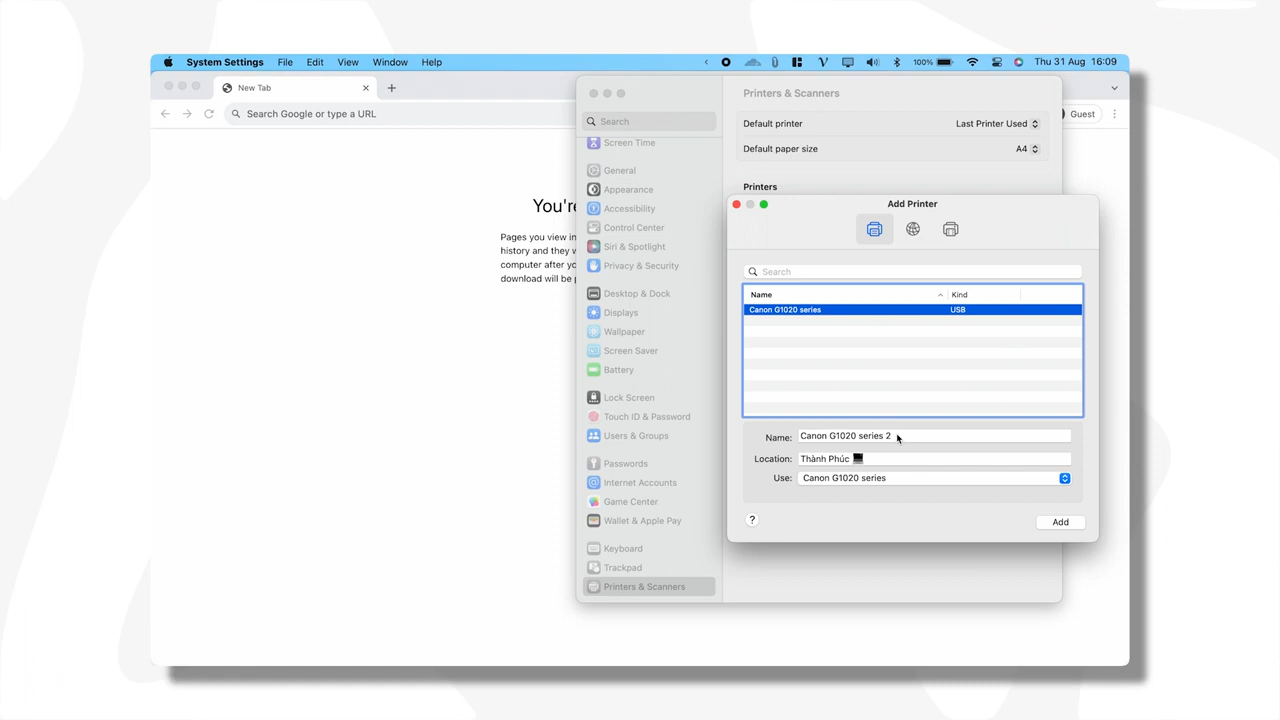 System Settings File Edit View Window Help 100% Thu 31 Aug 16:09
New Tab
Search Google or type a URL
Guest
You're
Pages you view in
history and they w
computer after yo
download will be p
Search
Screen Time
General
Appearance
Accessibility
Control Center
Siri & Spotlight
Privacy & Security
Desktop & Dock
Displays
Wallpaper
Screen Saver
Battery
Lock Screen
Touch ID & Password
Users & Groups
Passwords
Internet Accounts
Game Center
Wallet & Apple Pay
Keyboard
Trackpad
Printers & Scanners
Printers & Scanners
Default printer Last Printer Used
Default paper size A4
Printers
Add Printer
Search
Name Kind
Canon G1020 series USB
Name: Canon G1020 series 2
Location: Thành Phúc 💻
Use: Canon G1020 series
?
Add